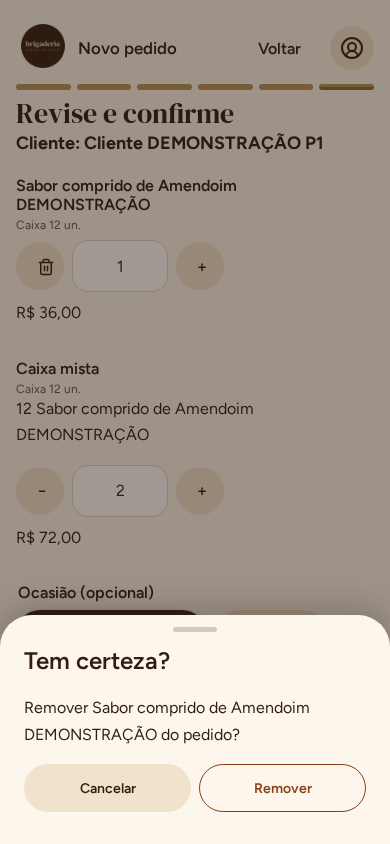 brigaderia
Novo pedido
Voltar
Revise e confirme
Cliente: Cliente DEMONSTRAÇÃO P1
Sabor comprido de Amendoim
DEMONSTRAÇÃO
Caixa 12 un.
1
+
R$ 36,00
Caixa mista
Caixa 12 un.
12 Sabor comprido de Amendoim
DEMONSTRAÇÃO
-
2
+
R$ 72,00
Ocasião (opcional)
Tem certeza?
Remover Sabor comprido de Amendoim
DEMONSTRAÇÃO do pedido?
Cancelar
Remover